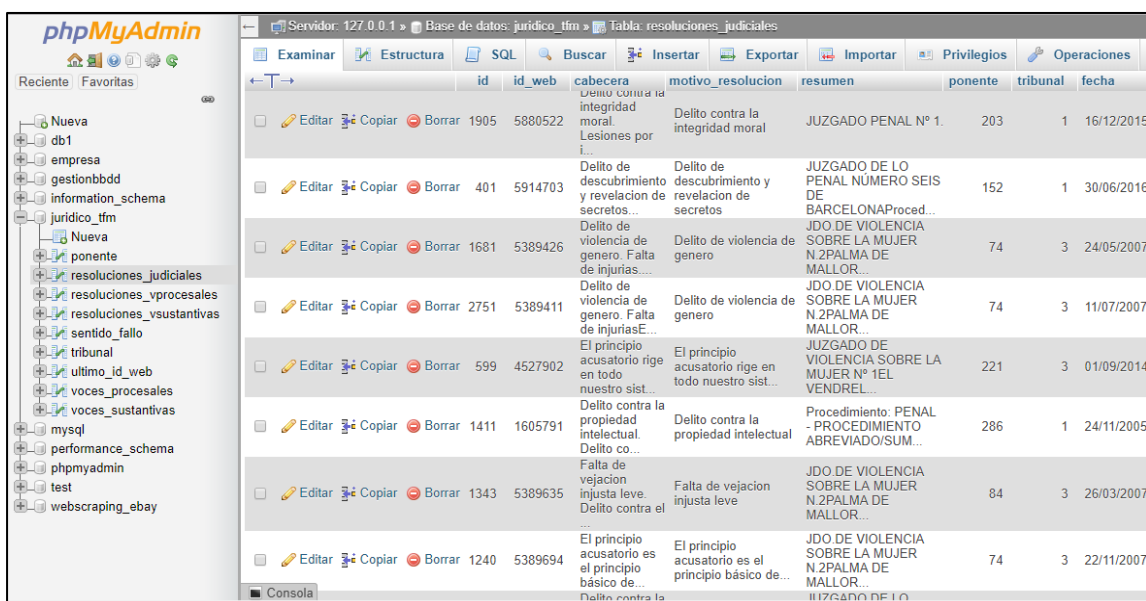 phpMyAdmin
Reciente Favoritas
Nueva
db1
empresa
gestionbbdd
information_schema
juridico_tfm
Nueva
ponente
resoluciones_judiciales
resoluciones_vprocesales
resoluciones_vsustantivas
sentido_fallo
tribunal
ultimo_id_web
voces_procesales
voces_sustantivas
mysql
performance_schema
phpmyadmin
test
webscraping_ebay
Servidor: 127.0.0.1 » Base de datos: juridico_tfm » Tabla: resoluciones_judiciales
Examinar Estructura SQL Buscar Insertar Exportar Importar Privilegios Operaciones
←T→ id id_web cabecera motivo_resolucion resumen ponente tribunal fecha
Delito contra la
integridad
moral.
Lesiones por
i...
Editar Copiar Borrar 1905 5880522
Delito contra la
integridad moral
JUZGADO PENAL Nº 1.
203 1 16/12/2015
Editar Copiar Borrar 401 5914703
Delito de
descubrimiento
y revelacion de
secretos...
Delito de
descubrimiento y
revelacion de
secretos
JUZGADO DE LO
PENAL NÚMERO SEIS
DE
BARCELONAProced...
152 1 30/06/2016
Editar Copiar Borrar 1681 5389426
Delito de
violencia de
genero. Falta
de injurias....
Delito de violencia de
genero
JDO.DE VIOLENCIA
SOBRE LA MUJER
N.2PALMA DE
MALLOR...
74 3 24/05/2007
Editar Copiar Borrar 2751 5389411
Delito de
violencia de
genero. Falta
de injuriasE...
Delito de violencia de
genero
JDO.DE VIOLENCIA
SOBRE LA MUJER
N.2PALMA DE
MALLOR...
74 3 11/07/2007
Editar Copiar Borrar 599 4527902
El principio
acusatorio rige
en todo
nuestro sist...
El principio
acusatorio rige en
todo nuestro sist...
JUZGADO DE
VIOLENCIA SOBRE LA
MUJER Nº 1EL
VENDREL...
221 3 01/09/2014
Editar Copiar Borrar 1411 1605791
Delito contra la
propiedad
intelectual.
Delito co...
Delito contra la
propiedad intelectual
Procedimiento: PENAL
- PROCEDIMIENTO
ABREVIADO/SUM...
286 1 24/11/2005
Editar Copiar Borrar 1343 5389635
Falta de
vejacion
injusta leve.
Delito contra el
...
Falta de vejacion
injusta leve
JDO.DE VIOLENCIA
SOBRE LA MUJER
N.2PALMA DE
MALLOR...
84 3 26/03/2007
Editar Copiar Borrar 1240 5389694
El principio
acusatorio es
el principio
básico de...
El principio
acusatorio es el
principio básico de...
JDO.DE VIOLENCIA
SOBRE LA MUJER
N.2PALMA DE
MALLOR...
74 3 22/11/2007
Consola
Delito contra la
JUZGADO DE LO